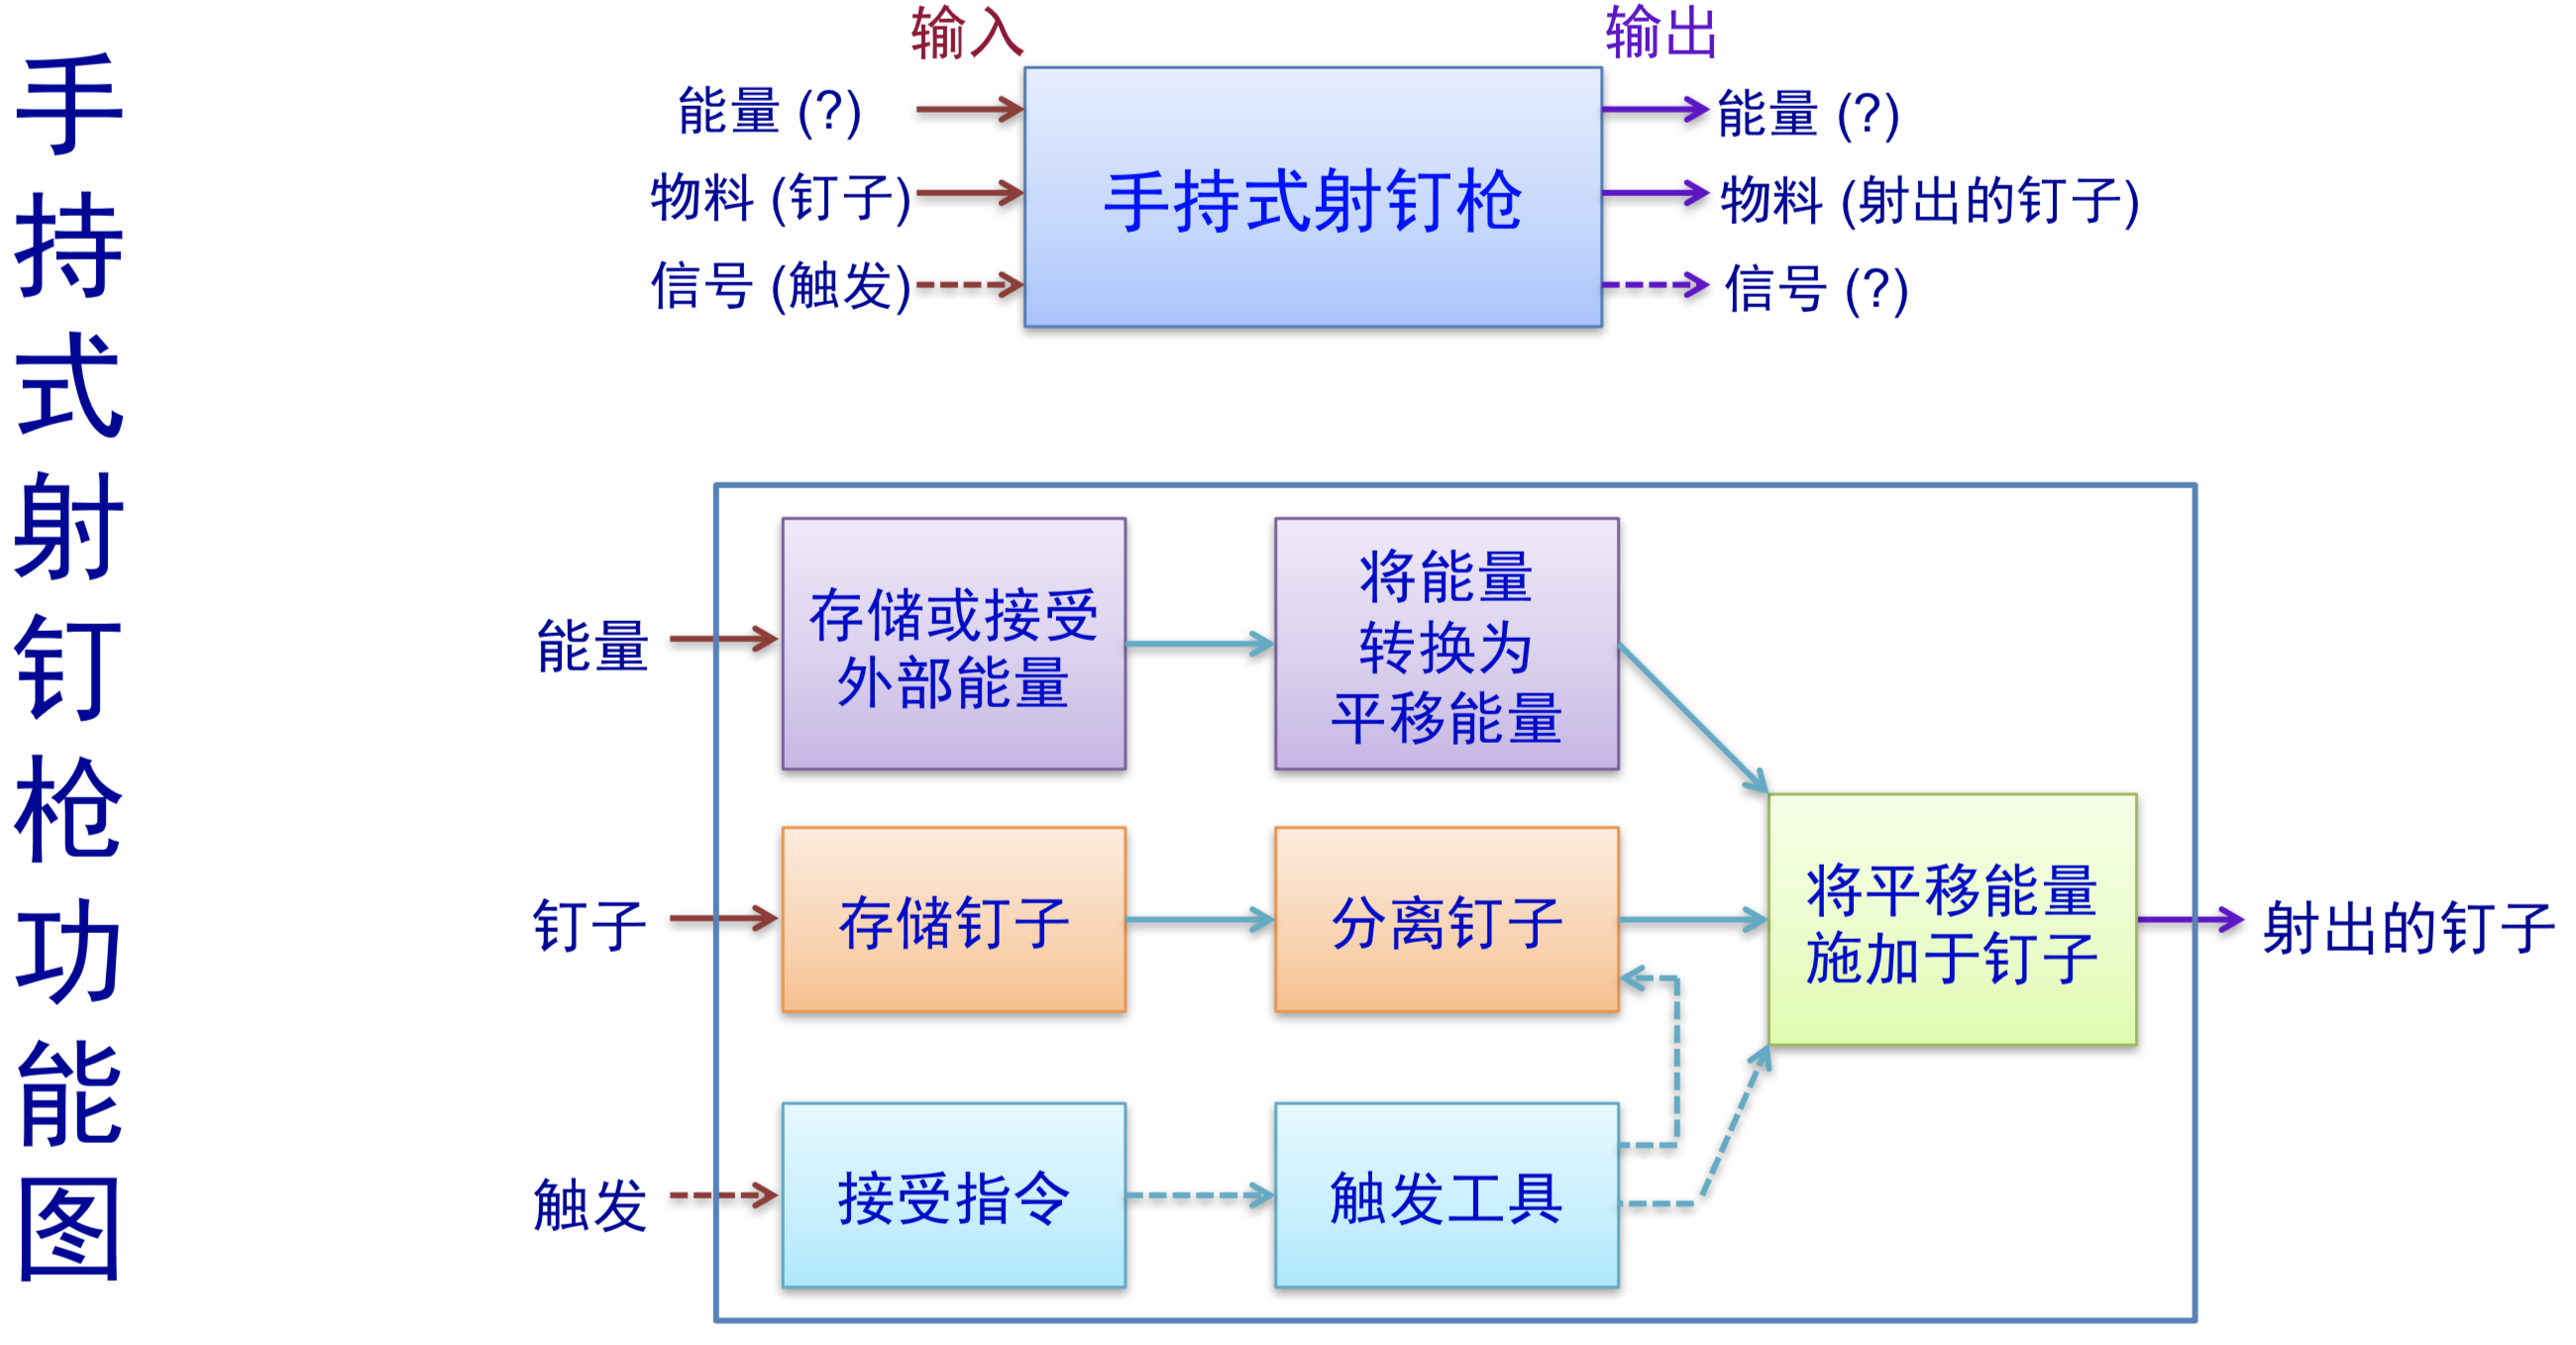 手持式射钉枪功能图
输入
输出
能量 (?)
物料 (钉子)
信号 (触发)
手持式射钉枪
能量 (?)
物料 (射出的钉子)
信号 (?)
能量
存储或接受
外部能量
将能量
转换为
平移能量
钉子
存储钉子
分离钉子
将平移能量
施加于钉子
射出的钉子
触发
接受指令
触发工具